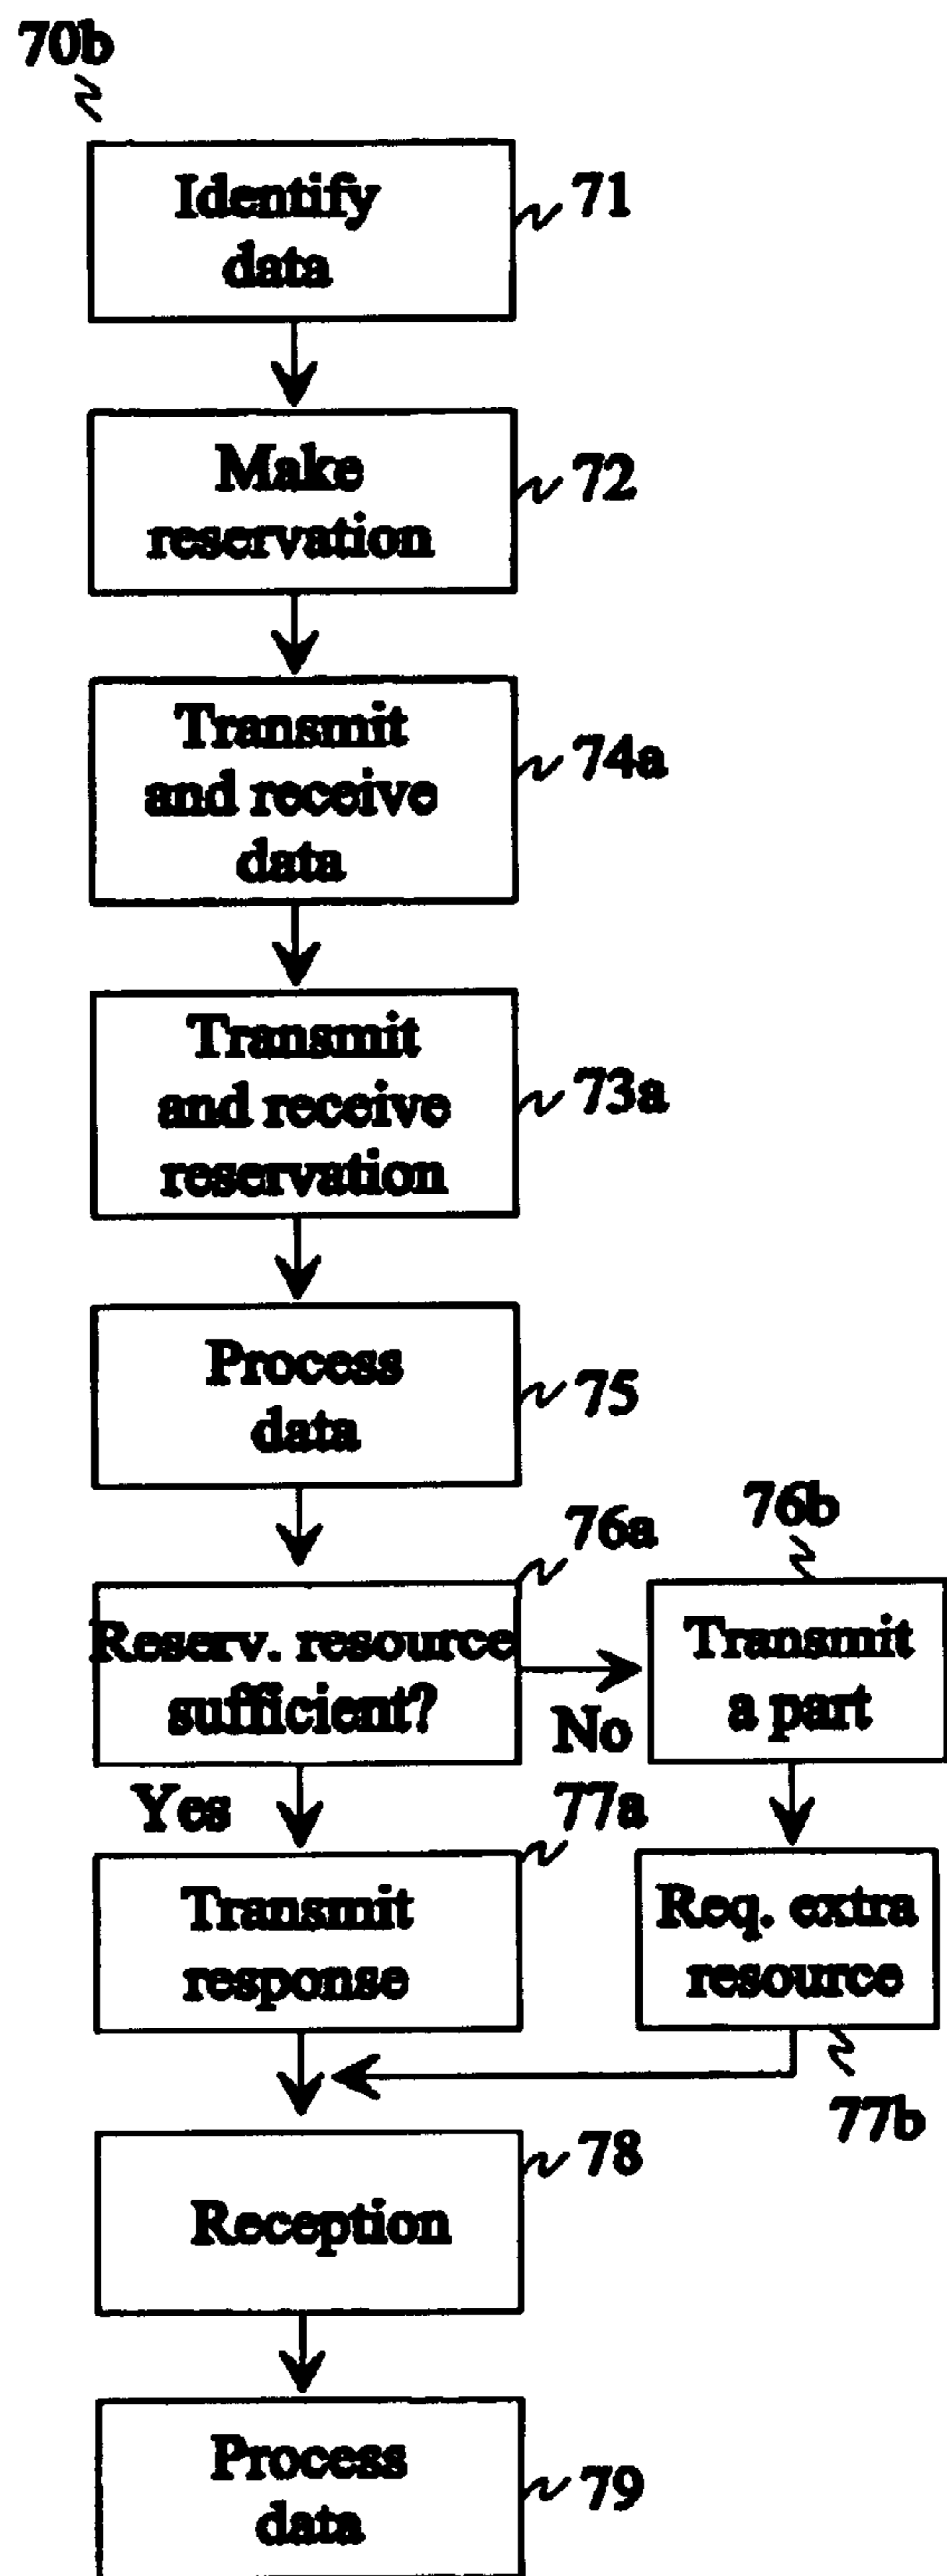 70b
Identify
data
71
Make
reservation
72
Transmit
and receive
data
74a
Transmit
and receive
reservation
73a
Process
data
75
76a
Reserv. resource
sufficient?
No
Yes
76b
Transmit
a part
77a
Transmit
response
Req. extra
resource
77b
Reception
78
Process
data
79